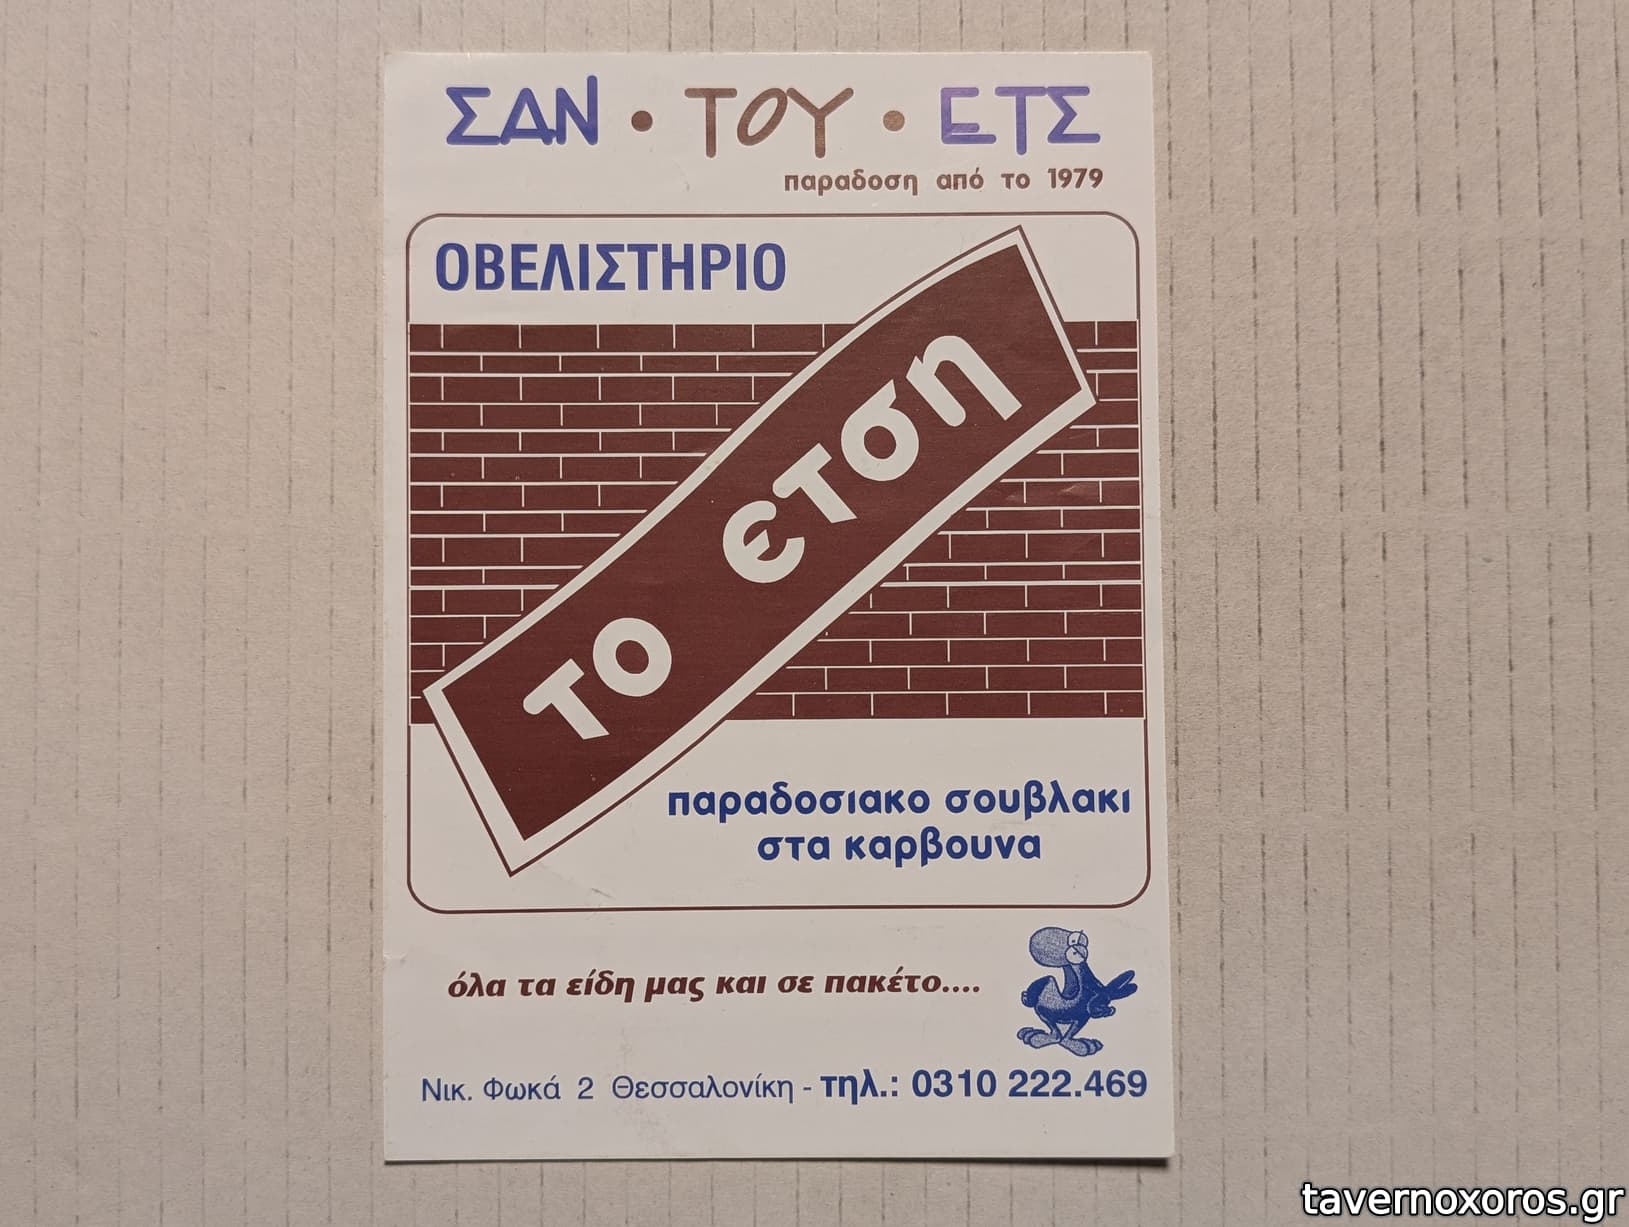 ΣΑΝ • ΤΟΥ • ΕΤΣ
παραδοση από το 1979
ΟΒΕΛΙΣΤΗΡΙΟ
το ετση
παραδοσιακο σουβλακι
στα καρβουνα
όλα τα είδη μας και σε πακέτο....
Νικ. Φωκά 2 Θεσσαλονίκη - τηλ.: 0310 222.469
tavernoxoros.gr